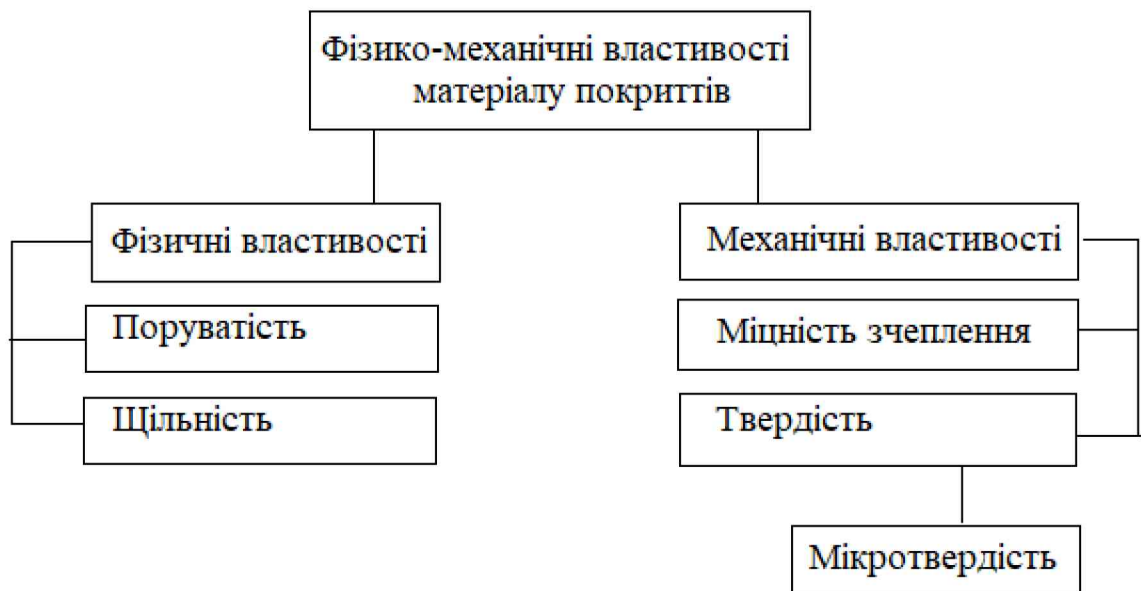 Фізико-механічні властивості
матеріалу покриттів
Фізичні властивості
Механічні властивості
Поруватість
Міцність зчеплення
Щільність
Твердість
Мікротвердість